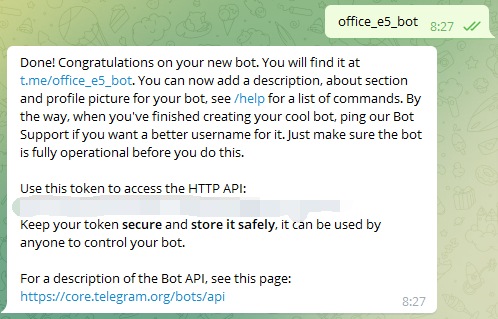 office_e5_bot 8:27
Done! Congratulations on your new bot. You will find it at
t.me/office_e5_bot. You can now add a description, about section
and profile picture for your bot, see /help for a list of commands. By
the way, when you've finished creating your cool bot, ping our Bot
Support if you want a better username for it. Just make sure the bot
is fully operational before you do this.
Use this token to access the HTTP API:
Keep your token secure and store it safely, it can be used by
anyone to control your bot.
For a description of the Bot API, see this page:
https://core.telegram.org/bots/api 8:27